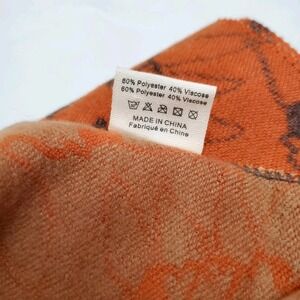 60% Polyester 40% Viscose
60% Polyester 40% Viscose
MADE IN CHINA
Fabriqué en Chine